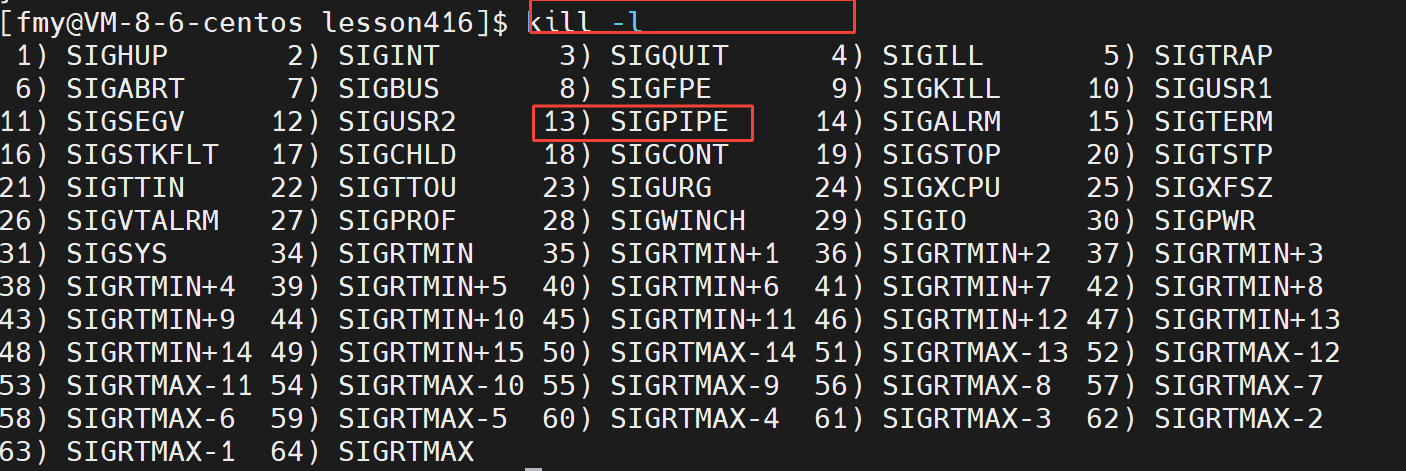 [fmy@VM-8-6-centos lesson416]$ kill -l
 1) SIGHUP       2) SIGINT       3) SIGQUIT      4) SIGILL       5) SIGTRAP
 6) SIGABRT      7) SIGBUS       8) SIGFPE       9) SIGKILL     10) SIGUSR1
11) SIGSEGV     12) SIGUSR2     13) SIGPIPE     14) SIGALRM     15) SIGTERM
16) SIGSTKFLT   17) SIGCHLD     18) SIGCONT     19) SIGSTOP     20) SIGTSTP
21) SIGTTIN     22) SIGTTOU     23) SIGURG      24) SIGXCPU     25) SIGXFSZ
26) SIGVTALRM   27) SIGPROF     28) SIGWINCH    29) SIGIO       30) SIGPWR
31) SIGSYS      34) SIGRTMIN    35) SIGRTMIN+1  36) SIGRTMIN+2  37) SIGRTMIN+3
38) SIGRTMIN+4  39) SIGRTMIN+5  40) SIGRTMIN+6  41) SIGRTMIN+7  42) SIGRTMIN+8
43) SIGRTMIN+9  44) SIGRTMIN+10 45) SIGRTMIN+11 46) SIGRTMIN+12 47) SIGRTMIN+13
48) SIGRTMIN+14 49) SIGRTMIN+15 50) SIGRTMAX-14 51) SIGRTMAX-13 52) SIGRTMAX-12
53) SIGRTMAX-11 54) SIGRTMAX-10 55) SIGRTMAX-9  56) SIGRTMAX-8  57) SIGRTMAX-7
58) SIGRTMAX-6  59) SIGRTMAX-5  60) SIGRTMAX-4  61) SIGRTMAX-3  62) SIGRTMAX-2
63) SIGRTMAX-1  64) SIGRTMAX